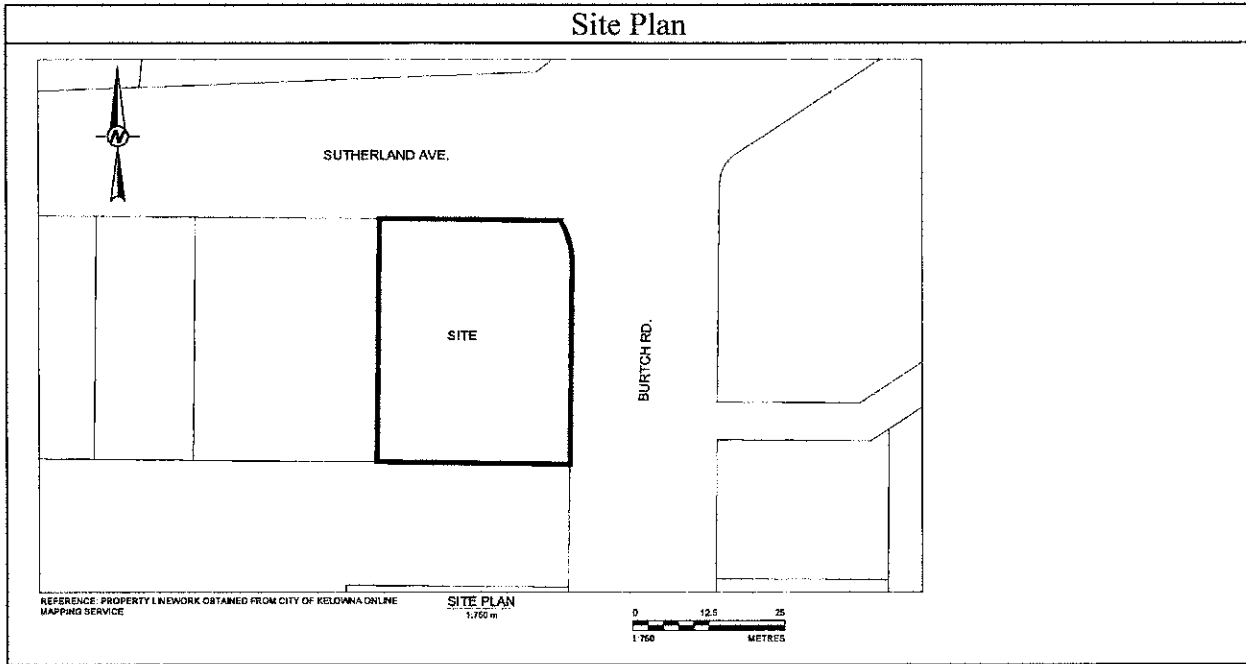 Site Plan
N
SUTHERLAND AVE.
SITE
BURTCH RD.
REFERENCE: PROPERTY LINEWORK OBTAINED FROM CITY OF KELOWNA ONLINE
MAPPING SERVICE
SITE PLAN
1:750 m
0 12.5 25
1:750 METRES